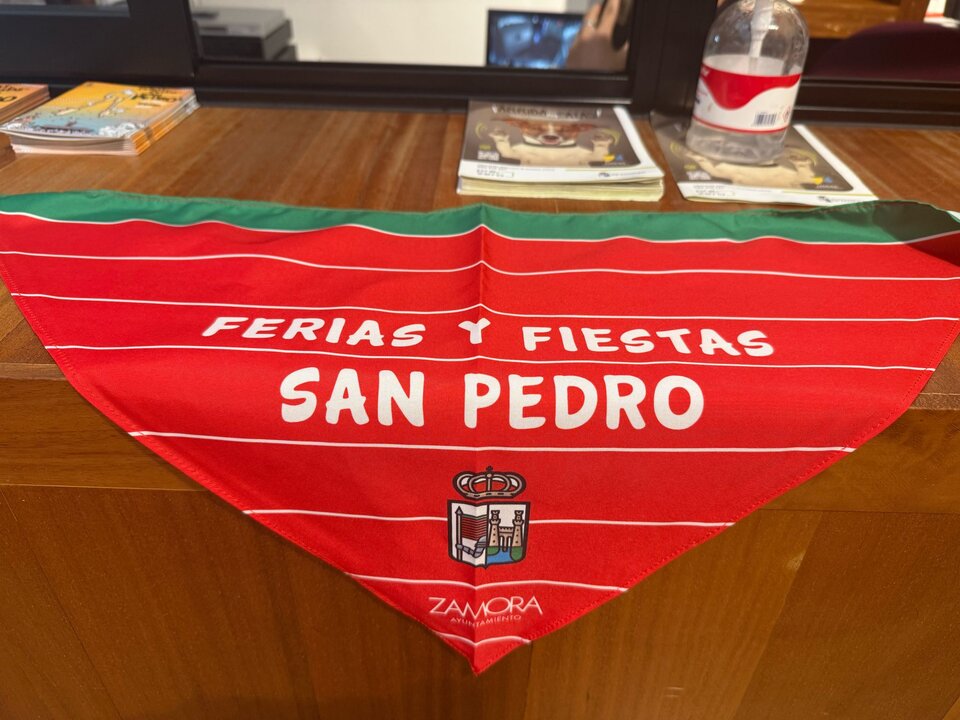 FERIAS Y FIESTAS
SAN PEDRO
ZAMORA
AYUNTAMIENTO